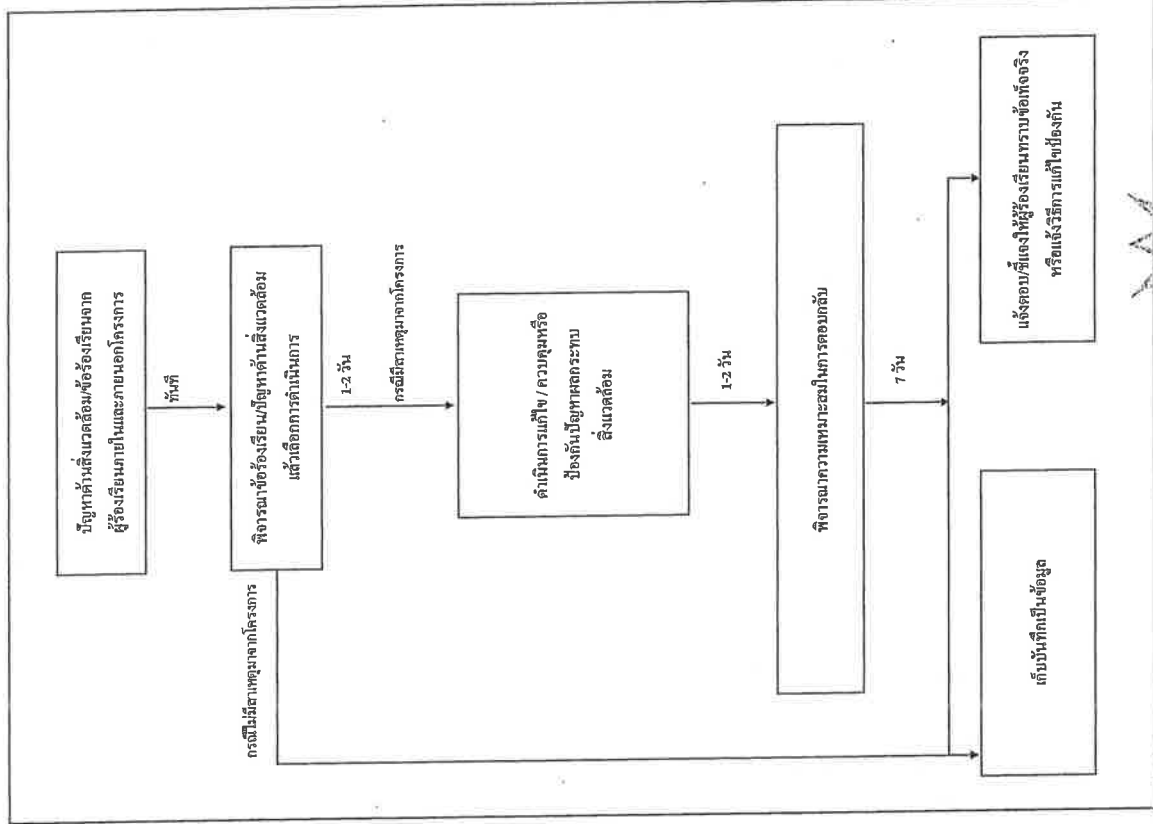 ปัญหาด้านสิ่งแวดล้อม/ข้อร้องเรียนจาก
ผู้ร้องเรียนภายในและภายนอกโครงการ
ทันที
พิจารณาข้อร้องเรียน/ปัญหาด้านสิ่งแวดล้อม
แล้วเลือกการดำเนินการ
กรณีไม่มีสาเหตุมาจากโครงการ
1-2 วัน
กรณีมีสาเหตุมาจากโครงการ
ดำเนินการแก้ไข / ควบคุมหรือ
ป้องกันปัญหาผลกระทบ
สิ่งแวดล้อม
1-2 วัน
พิจารณาความเหมาะสมในการตอบกลับ
7 วัน
เก็บบันทึกเป็นข้อมูล
แจ้งตอบ/ชี้แจงให้ผู้ร้องเรียนทราบข้อเท็จจริง
หรือแจ้งวิธีการแก้ไขป้องกัน